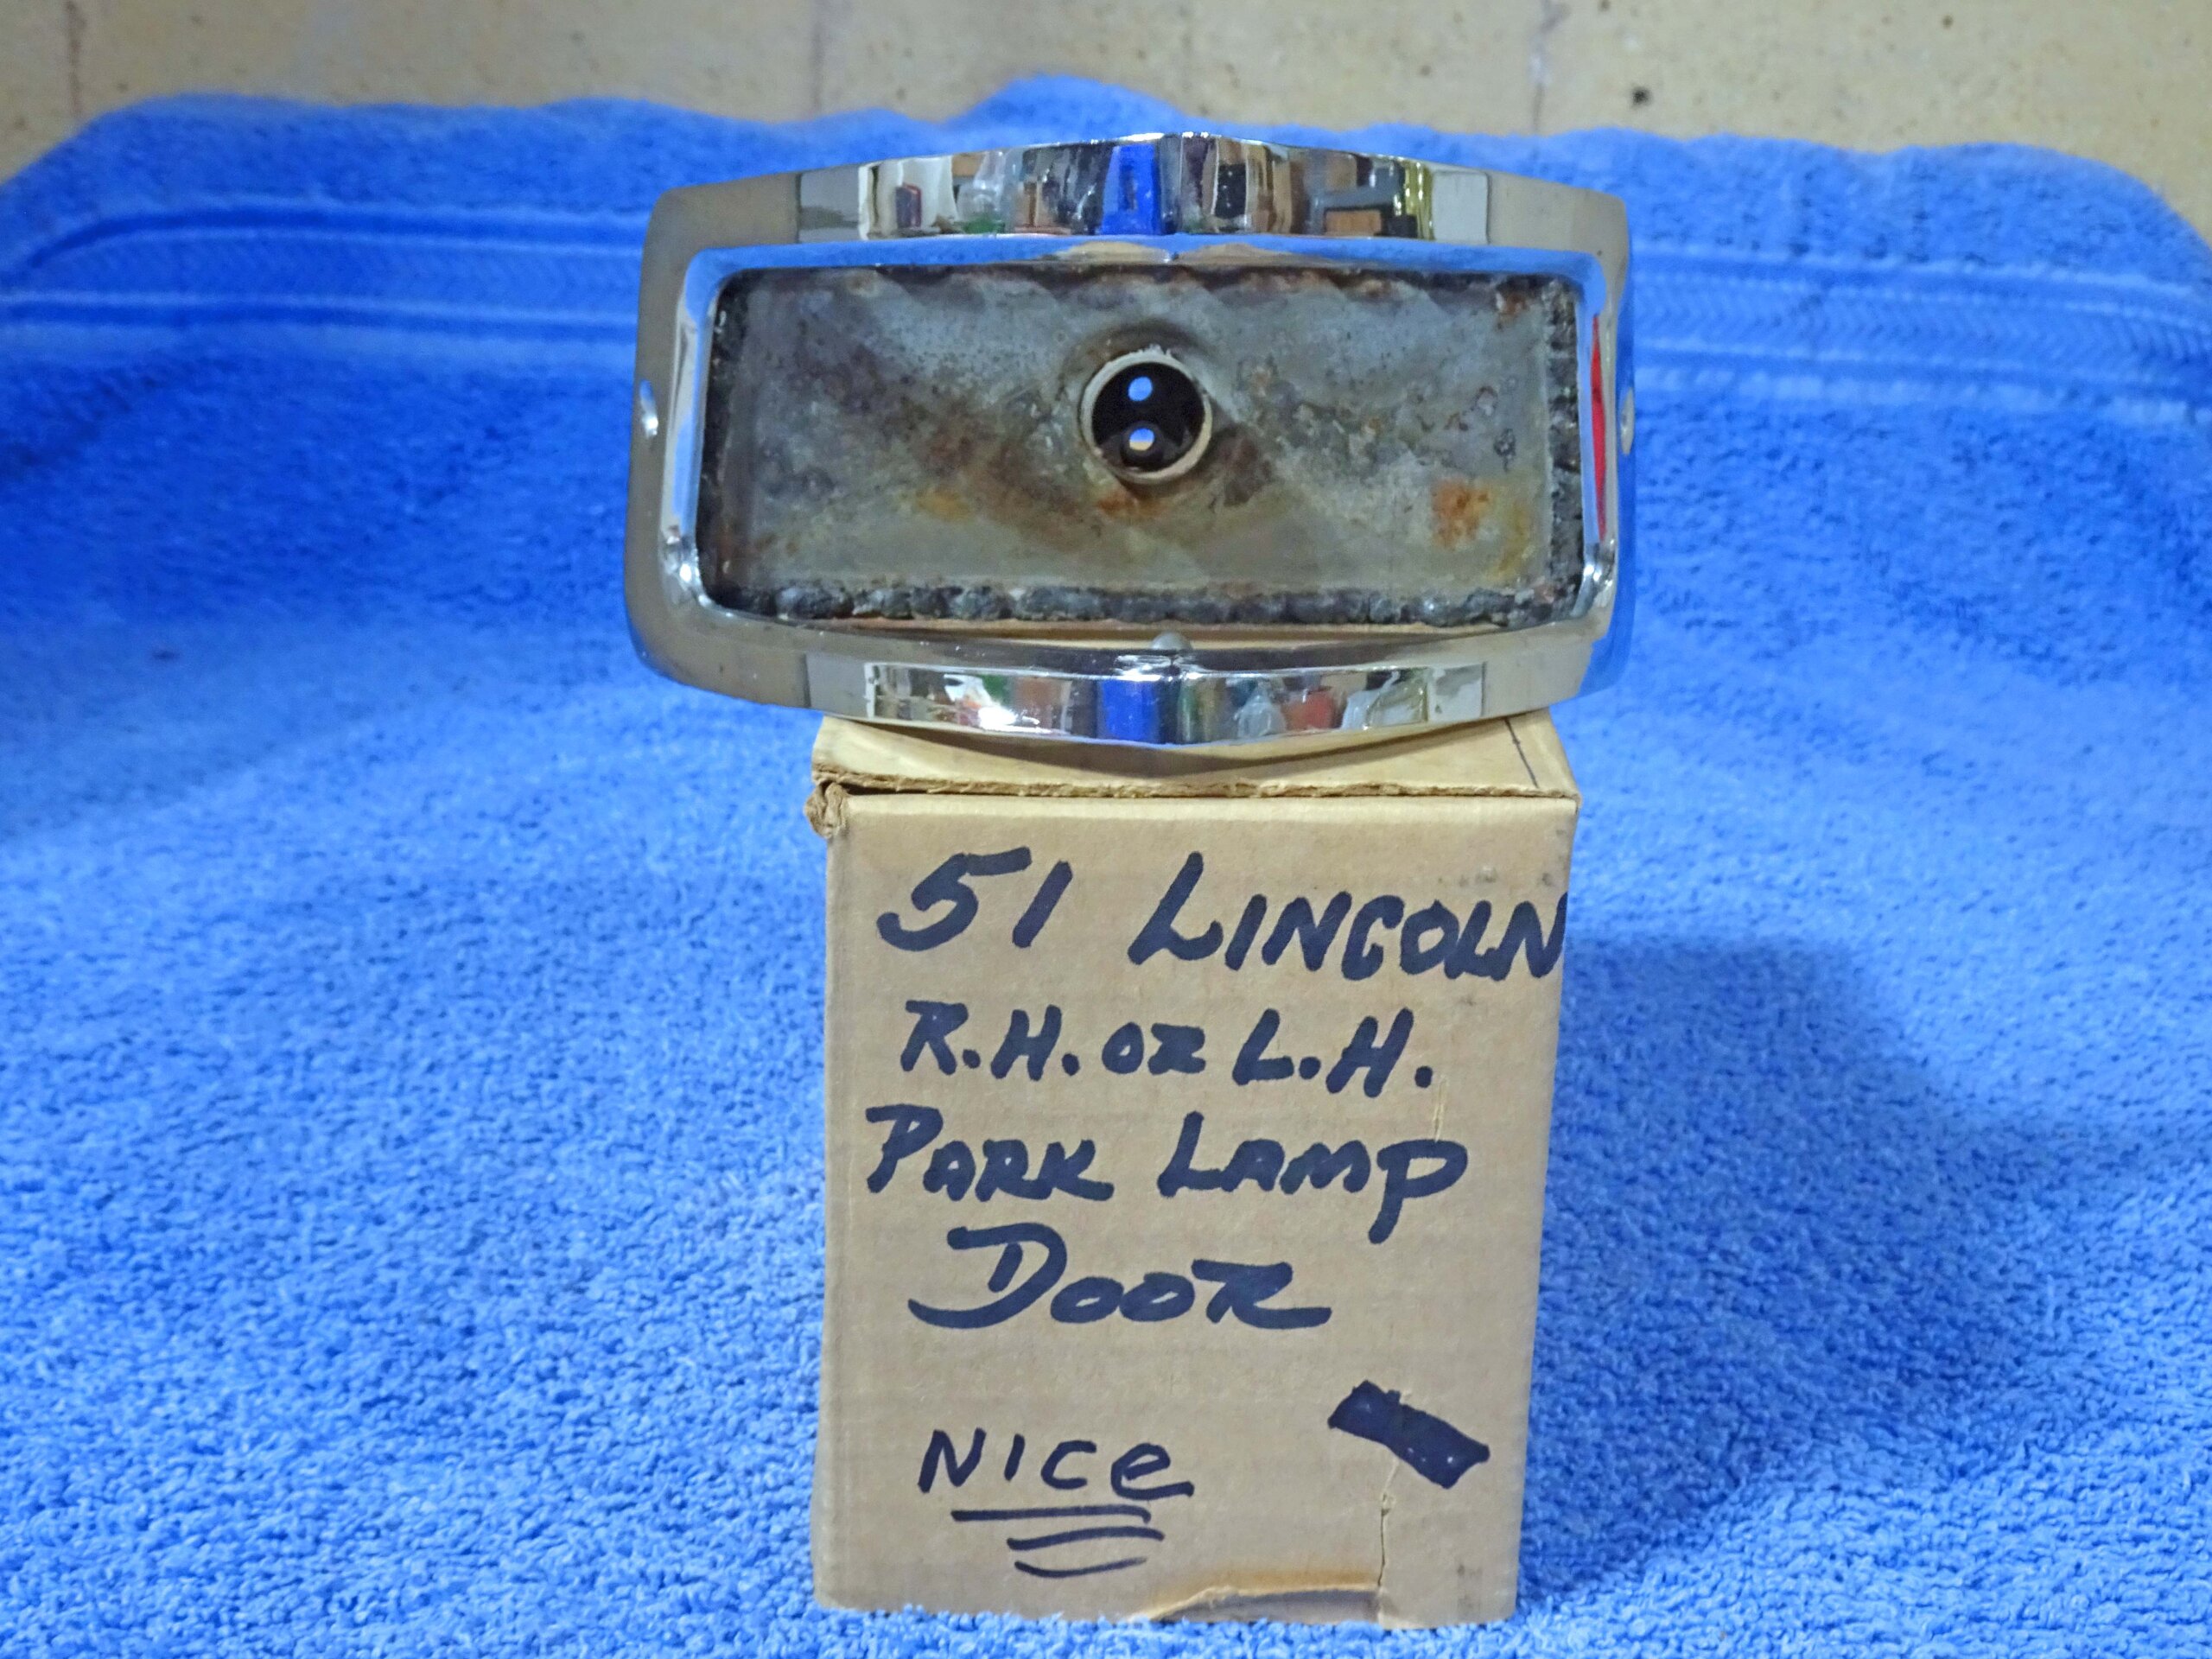 51 LINCOLN
R.H. OR L.H.
PARK LAMP
DOOR
NICe